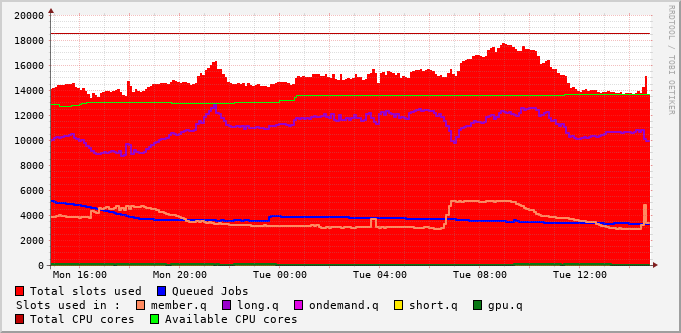 RRDTOOL / TOBI OETIKER
20000
18000
16000
14000
12000
10000
8000
6000
4000
2000
0
Mon 16:00 Mon 20:00 Tue 00:00 Tue 04:00 Tue 08:00 Tue 12:00
Total slots used Queued Jobs
Slots used in : member.q long.q ondemand.q short.q gpu.q
Total CPU cores Available CPU cores